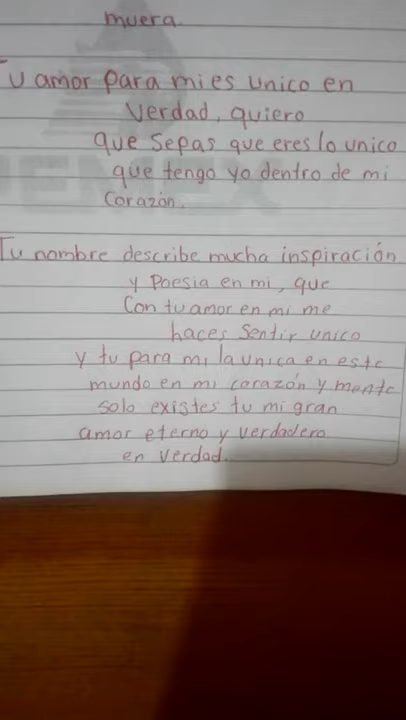 muera.
Tu amor para mi es unico en
verdad, quiero
que sepas que eres lo unico
que tengo yo dentro de mi
corazón.
PEMEX
Tu nombre describe mucha inspiración
y poesia en mi, que
con tu amor en mi me
haces sentir unico
y tu para mi la unica en este
mundo en mi corazón y mente
solo existes tu mi gran
amor eterno y verdadero
en verdad.